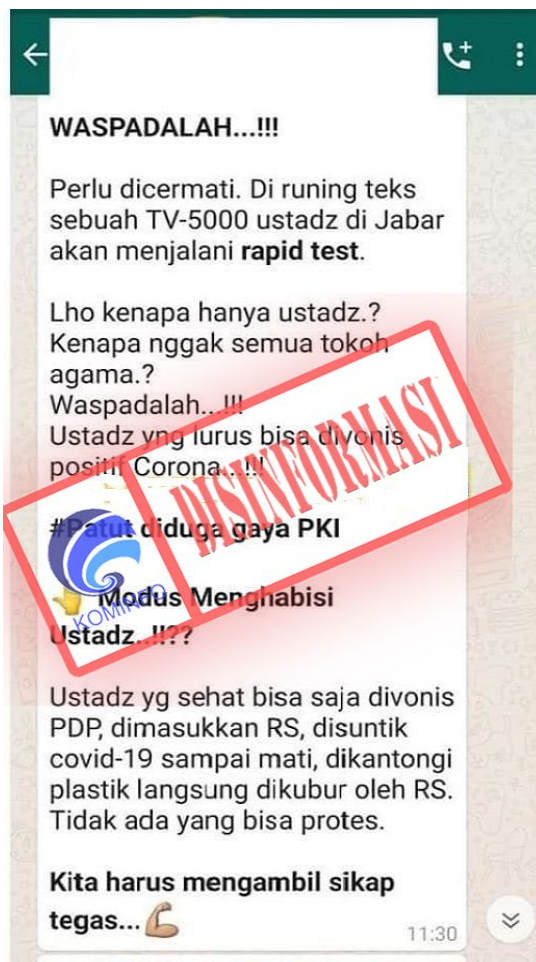 WASPADALAH...!!!
Perlu dicermati. Di runing teks
sebuah TV-5000 ustadz di Jabar
akan menjalani rapid test.
Lho kenapa hanya ustadz.?
Kenapa nggak semua tokoh
agama.?
Waspadalah...!!!
Ustadz yng lurus bisa divonis
positif Corona...!!!
DISINFORMASI
#Patut diduga gaya PKI
KOMINFO
👈 Modus Menghabisi
Ustadz..!!??
Ustadz yg sehat bisa saja divonis
PDP, dimasukkan RS, disuntik
covid-19 sampai mati, dikantongi
plastik langsung dikubur oleh RS.
Tidak ada yang bisa protes.
Kita harus mengambil sikap
tegas... 💪
11:30